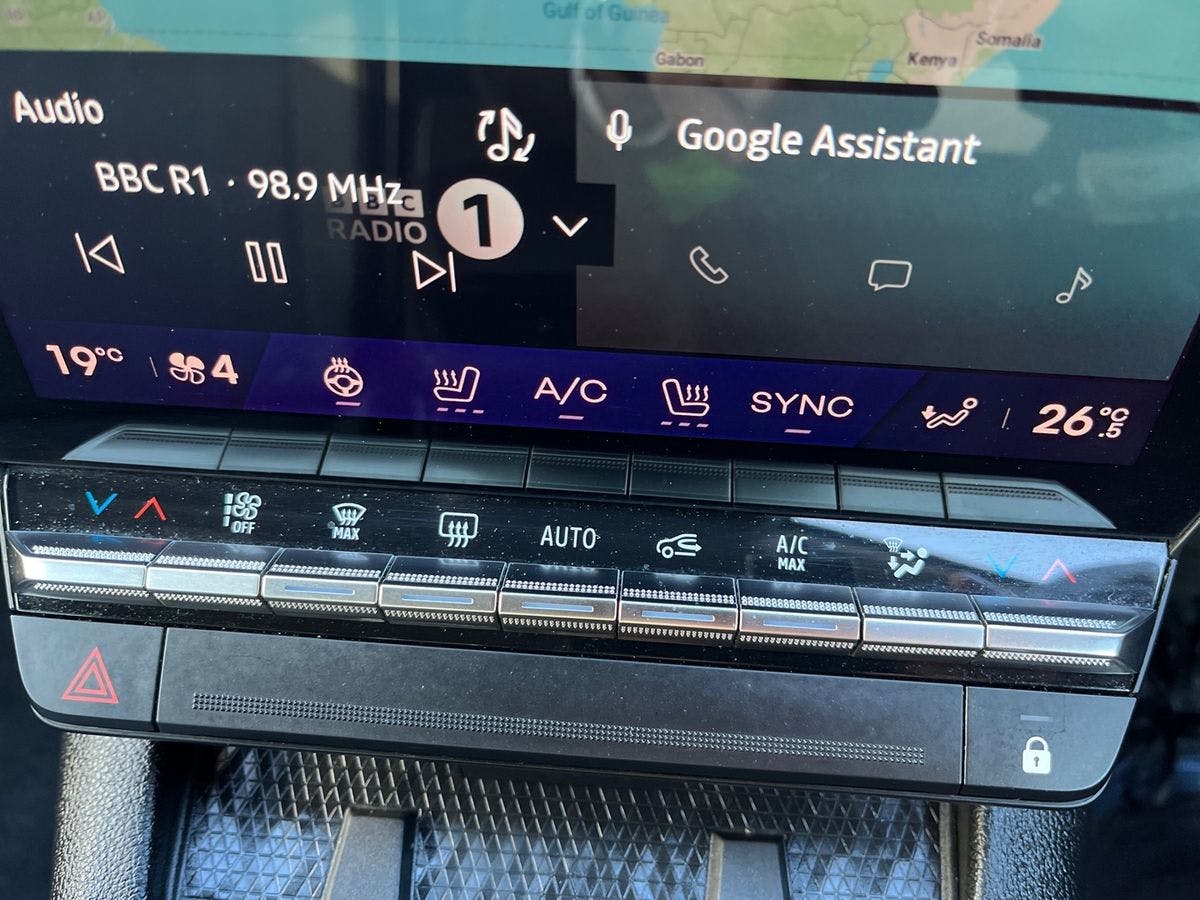 Gulf of Guinea
Gabon
Kenya
Somalia
Audio
Google Assistant
BBC R1 · 98.9 MHz
BBC
RADIO
1
19°C
4
A/C
SYNC
26.5°C
OFF
MAX
AUTO
A/C
MAX